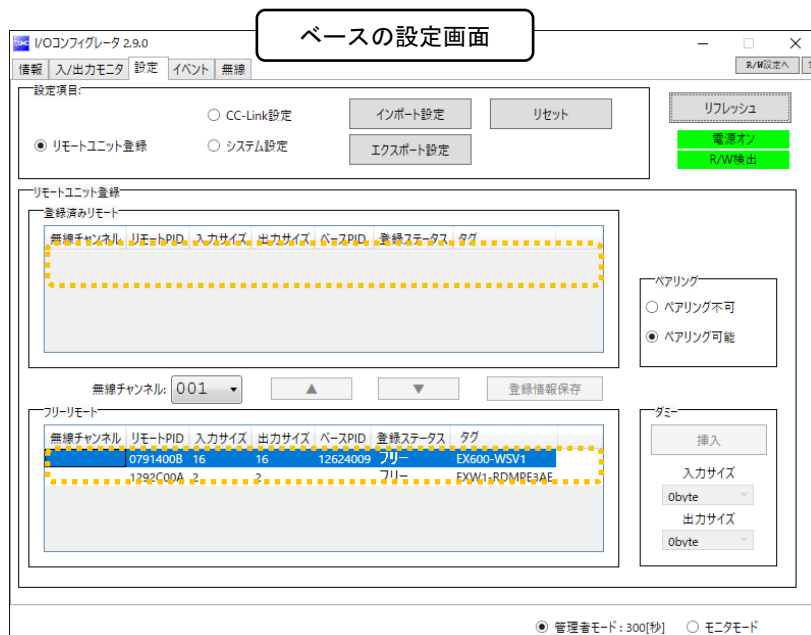 ベースの設定画面
I/Oコンフィグレータ 2.9.0
情報 入/出力モニタ 設定 イベント 無線
R/W設定へ
設定項目:
リモートユニット登録
CC-Link設定
システム設定
インポート設定
エクスポート設定
リセット
リフレッシュ
電源オン
R/W検出
リモートユニット登録
登録済みリモート
無線チャンネル リモートPID 入力サイズ 出力サイズ ベースPID 登録ステータス タグ
ペアリング
ペアリング不可
ペアリング可能
無線チャンネル: 001 ▲ ▼ 登録情報保存
フリーリモート
無線チャンネル リモートPID 入力サイズ 出力サイズ ベースPID 登録ステータス タグ
0791400B 16 16 12624009 フリー EX600-WSV1
1292C00A 2 2 フリー EXW1-RDMPE3AE
ダミー
挿入
入力サイズ
0byte
出力サイズ
0byte
管理者モード : 300[秒] モニタモード